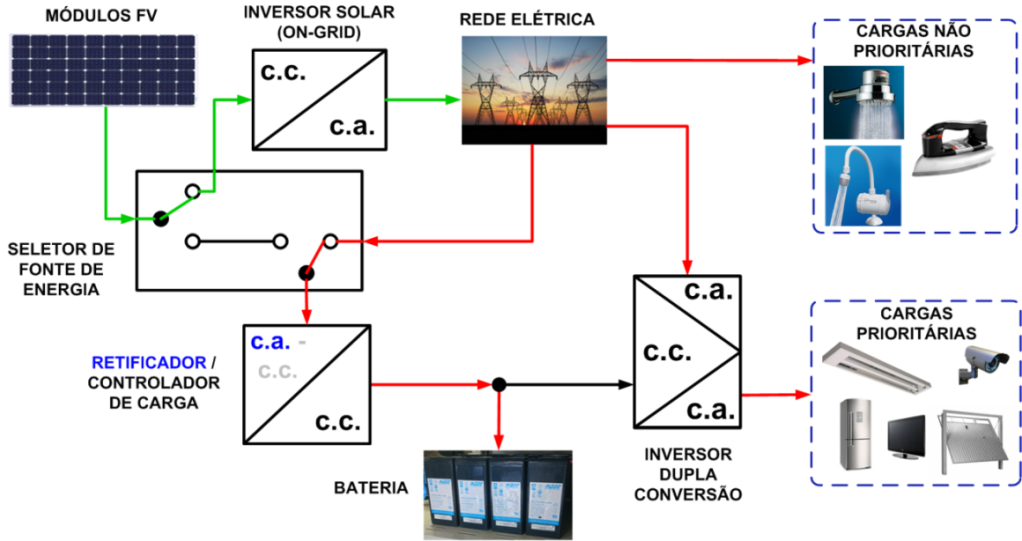 MÓDULOS FV
INVERSOR SOLAR
(ON-GRID)
REDE ELÉTRICA
CARGAS NÃO
PRIORITÁRIAS
c.c.
c.a.
SELETOR DE
FONTE DE
ENERGIA
c.a. -
c.c.
c.c.
RETIFICADOR /
CONTROLADOR
DE CARGA
c.a.
c.c.
c.a.
CARGAS
PRIORITÁRIAS
INVERSOR
DUPLA
CONVERSÃO
BATERIA